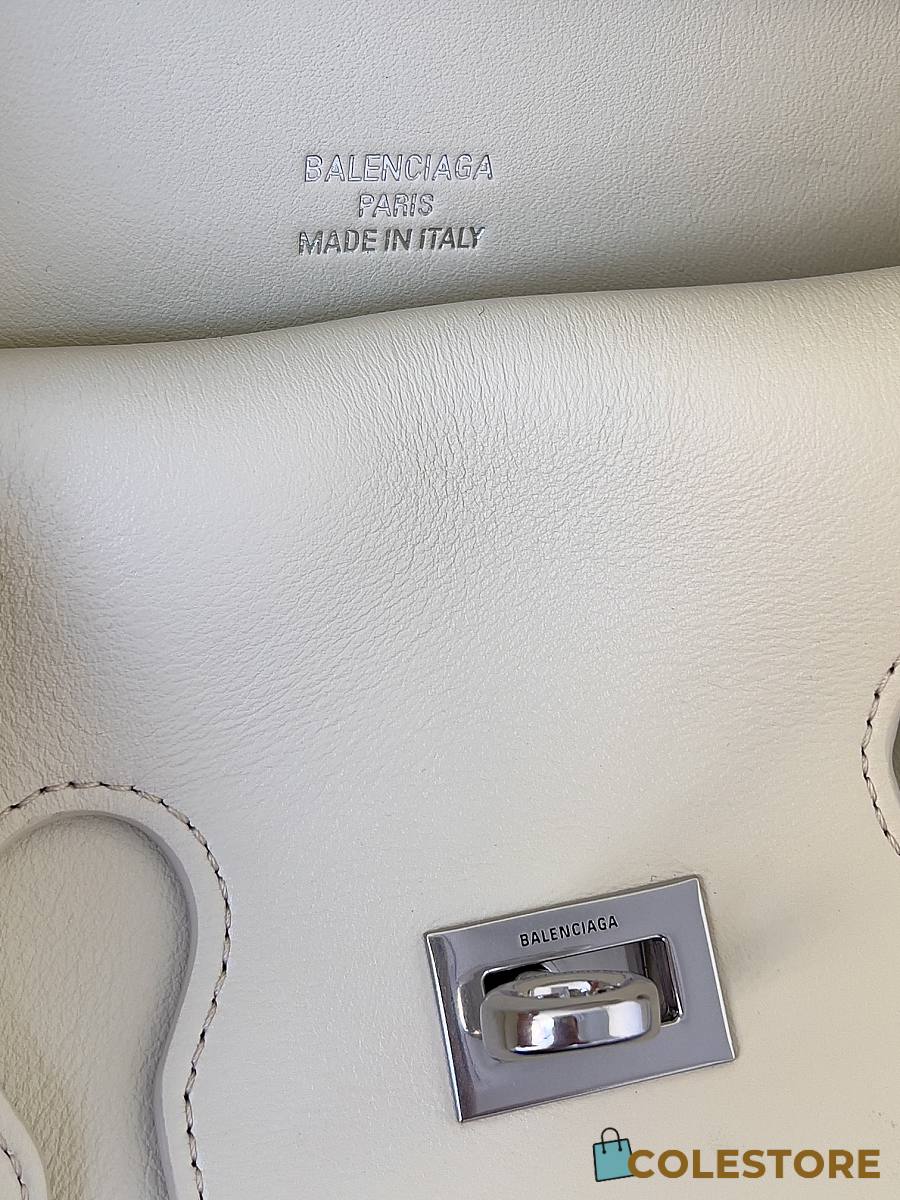 BALENCIAGA
PARIS
MADE IN ITALY
BALENCIAGA
COLESTORE